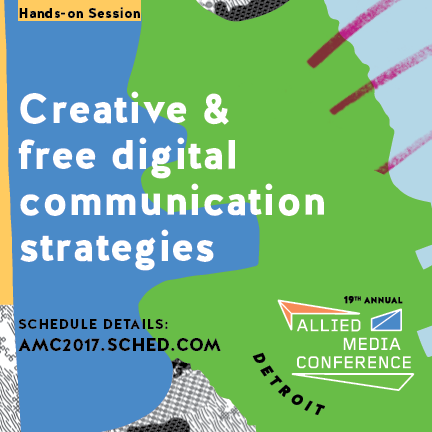 Hands-on Session
Creative &
free digital
communication
strategies
SCHEDULE DETAILS:
AMC2017.SCHED.COM
19TH ANNUAL
ALLIED
MEDIA
CONFERENCE
DETROIT